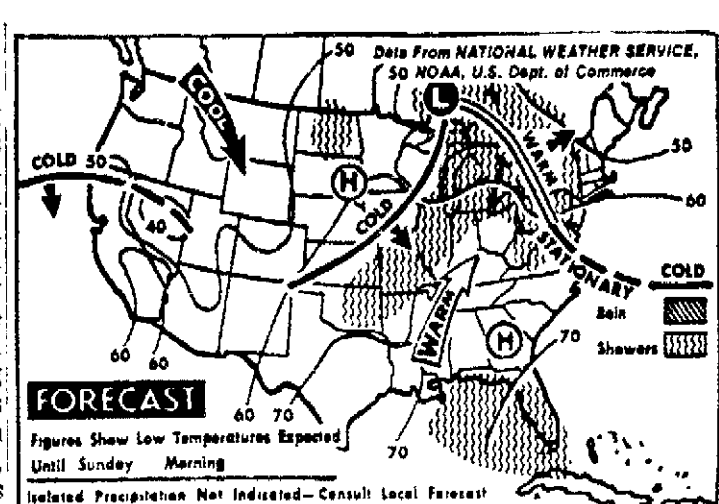 50 Data From NATIONAL WEATHER SERVICE,
50 NOAA, U.S. Dept. of Commerce
COOL
L
WARM
COLD 50
H
COLD
50
40
60
STATIONARY
COLD
WARM
H
70
Rain
Showers
60 60
FORECAST
60 70
70
Figures Show Low Temperatures Expected
Until Sunday Morning
Isolated Precipitation Not Indicated – Consult Local Forecast